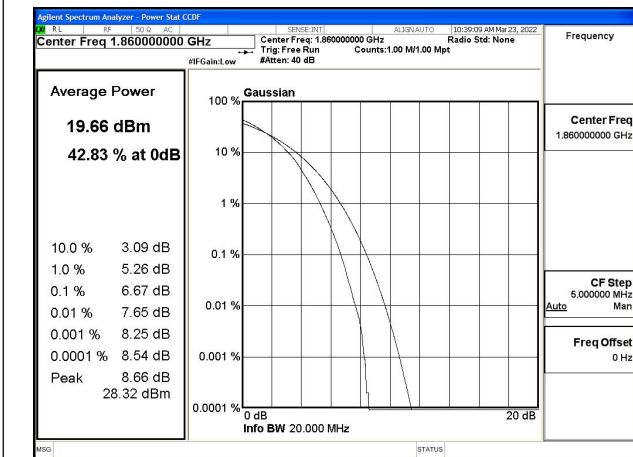 Agilent Spectrum Analyzer - Power Stat CCDF
RL RF 50 Ω AC SENSE:INT ALIGN AUTO 10:39:09 AM Mar 23, 2022
Center Freq 1.860000000 GHz
Center Freq: 1.860000000 GHz Radio Std: None
Trig: Free Run Counts:1.00 M/1.00 Mpt
#IFGain:Low #Atten: 40 dB
Frequency
Average Power
19.66 dBm
42.83 % at 0dB
10.0 % 3.09 dB
1.0 % 5.26 dB
0.1 % 6.67 dB
0.01 % 7.65 dB
0.001 % 8.25 dB
0.0001 % 8.54 dB
Peak 8.66 dB
28.32 dBm
Gaussian
100 %
10 %
1 %
0.1 %
0.01 %
0.001 %
0.0001 %
0 dB 20 dB
Info BW 20.000 MHz
Center Freq
1.860000000 GHz
CF Step
5.000000 MHz
Auto Man
Freq Offset
0 Hz
MSG STATUS